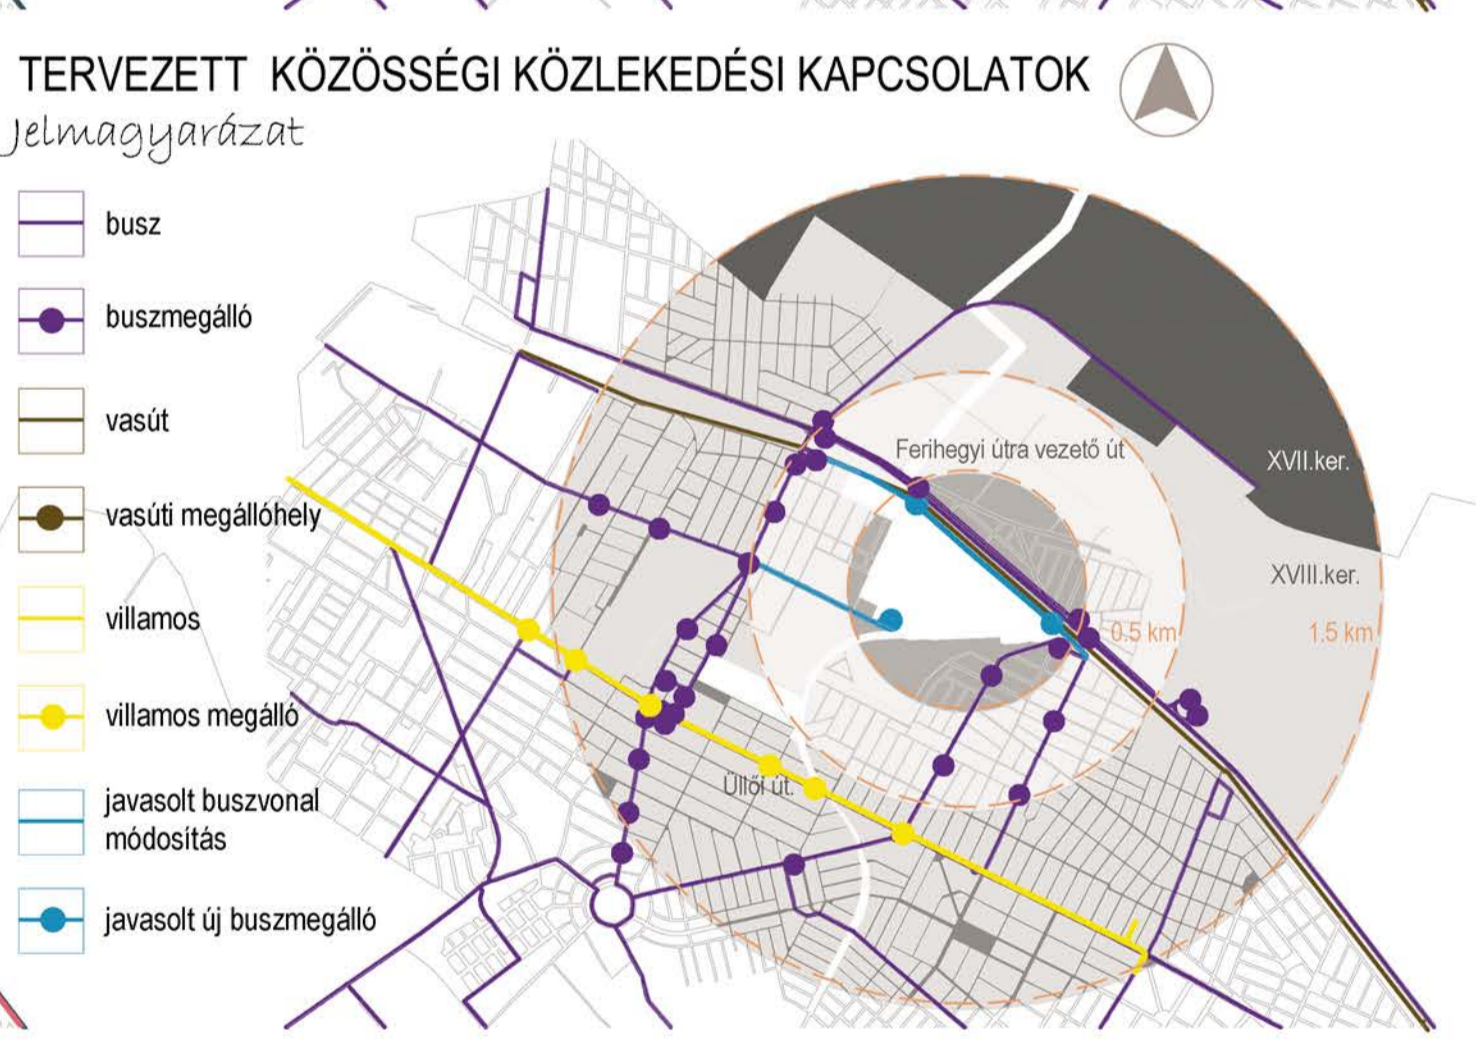 TERVEZETT KÖZÖSSÉGI KÖZLEKEDÉSI KAPCSOLATOK
Jelmagyarázat
busz
buszmegálló
vasút
vasúti megállóhely
villamos
villamos megálló
javasolt buszvonal
módosítás
javasolt új buszmegálló
Ferihegyi útra vezető út
XVII.ker.
XVIII.ker.
0.5 km
1.5 km
Üllői út.